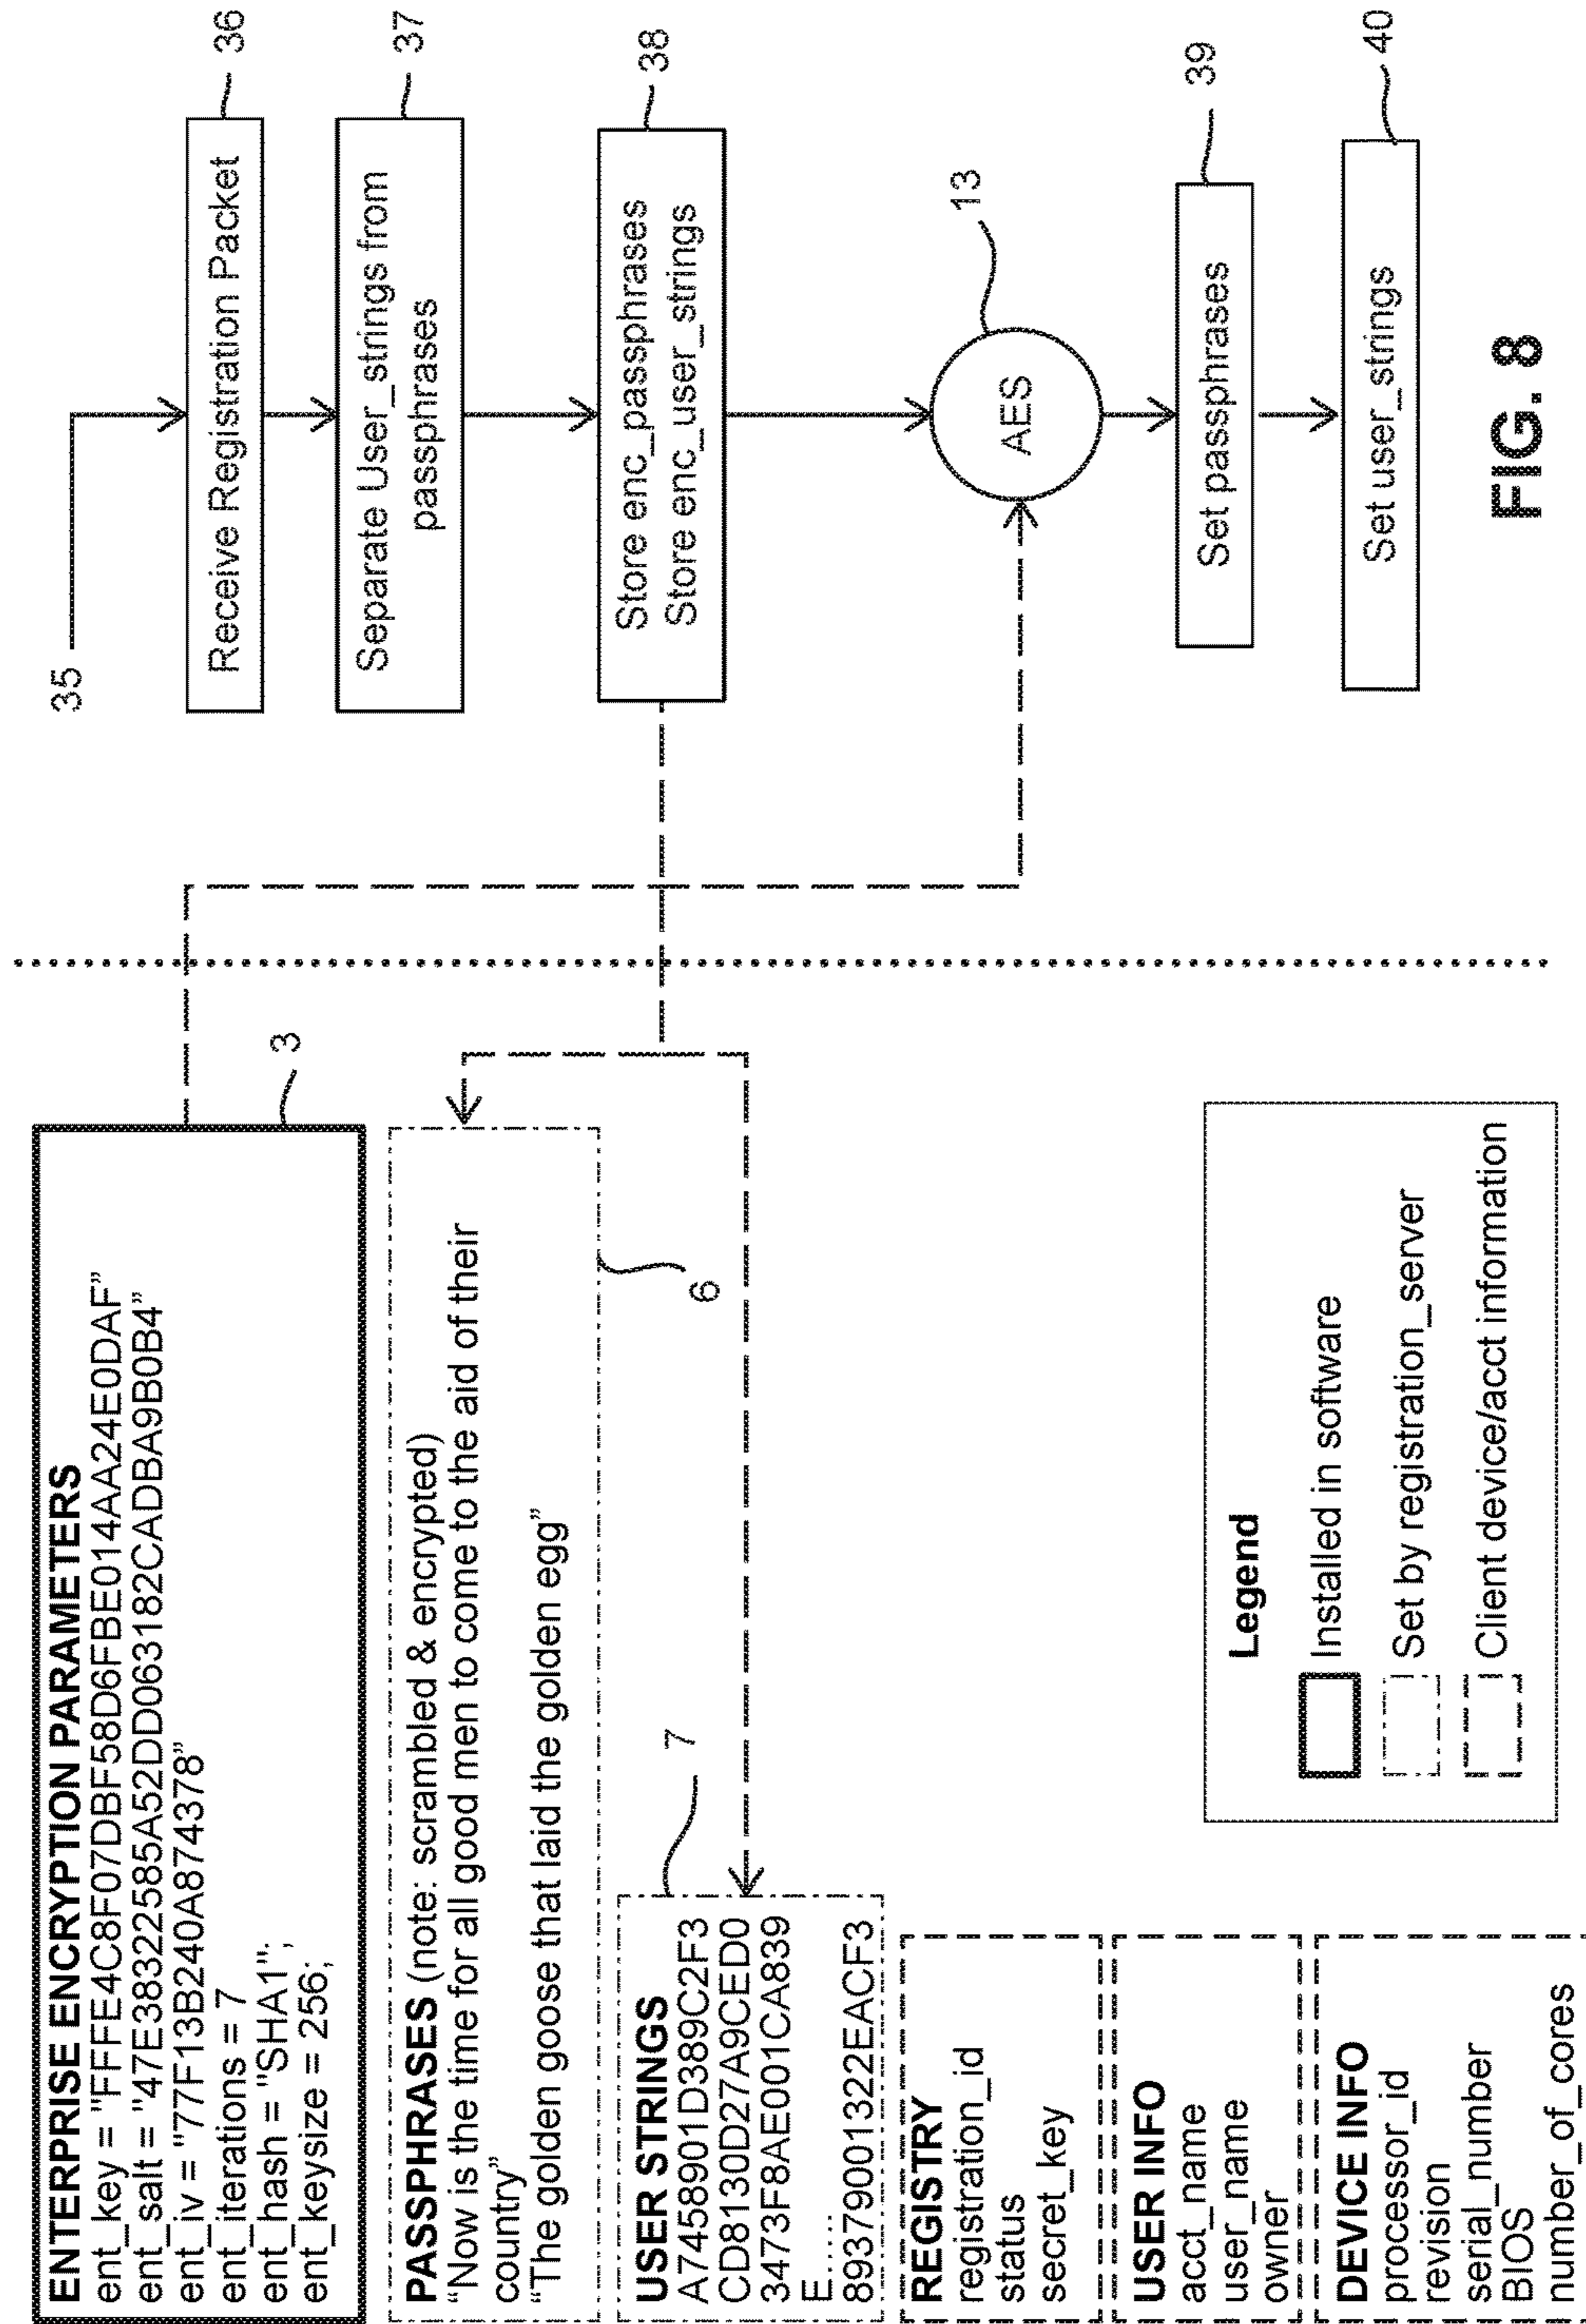 ENTERPRISE ENCRYPTION PARAMETERS
ent_key = "FFFE4C8F07DBF58D6FBE014AA24E0DAF"
ent_salt = "47E38322585A52DD063182CADBA9B0B4"
ent_iv = "77F13B240A874378"
ent_iterations = 7
ent_hash = "SHA1";
ent_keysize = 256;
3
PASSPHRASES (note: scrambled & encrypted)
"Now is the time for all good men to come to the aid of their
country"
"The golden goose that laid the golden egg"
6
USER STRINGS
A7458901D389C2F3
CD8130D27A9CED0
3473F8AE001CA839
E.....
89379001322EACF3
7
REGISTRY
registration_id
status
secret_key
USER INFO
acct_name
user_name
owner
DEVICE INFO
processor_id
revision
serial_number
BIOS
number_of_cores
Legend
Installed in software
Set by registration_server
Client device/acct information
35
Receive Registration Packet
36
Separate User_strings from
passphrases
37
Store enc_passphrases
Store enc_user_strings
38
AES
13
Set passphrases
39
Set user_strings
40
FIG. 8